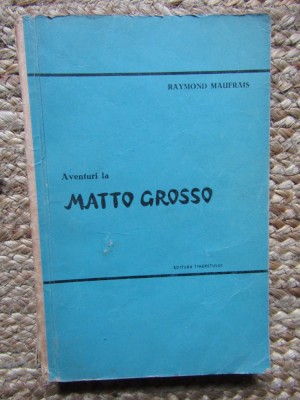 RAYMOND MAUFRAIS
Aventuri la
MATTO GROSSO
EDITURA TINERETULUI